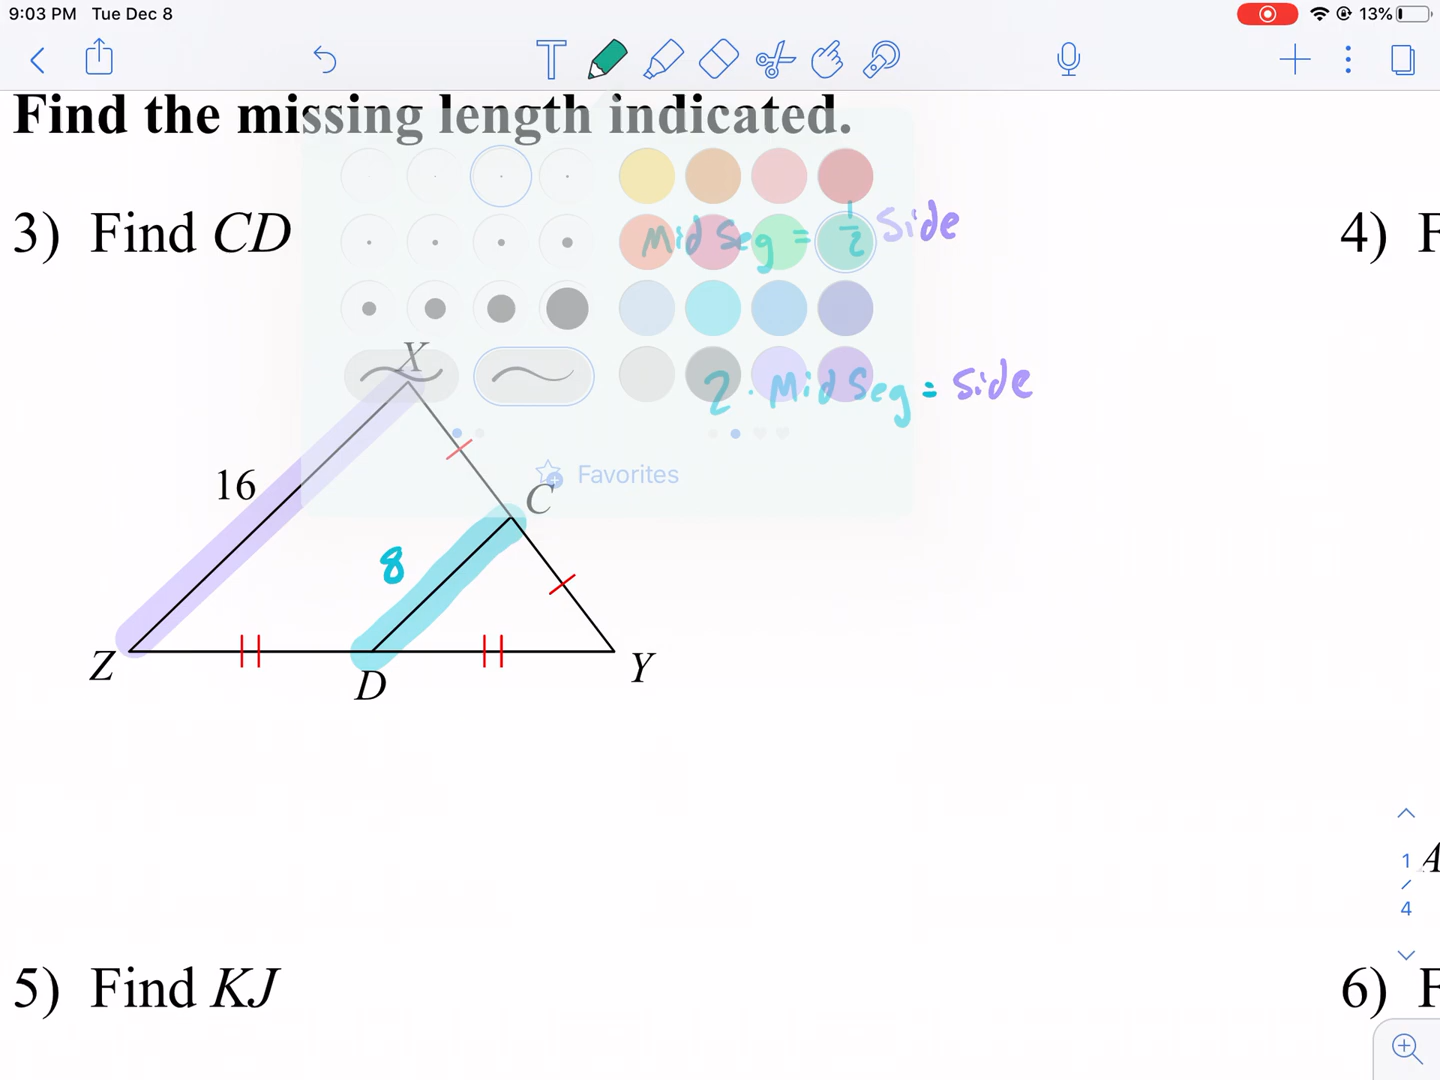 9:03 PM Tue Dec 8
13%
T
Find the missing length indicated.
3) Find CD
Mid Seg = 1/2 Side
4) F
2 · Mid Seg = side
Favorites
X
16
C
8
Z
D
Y
1
/
4
A
5) Find KJ
6) F